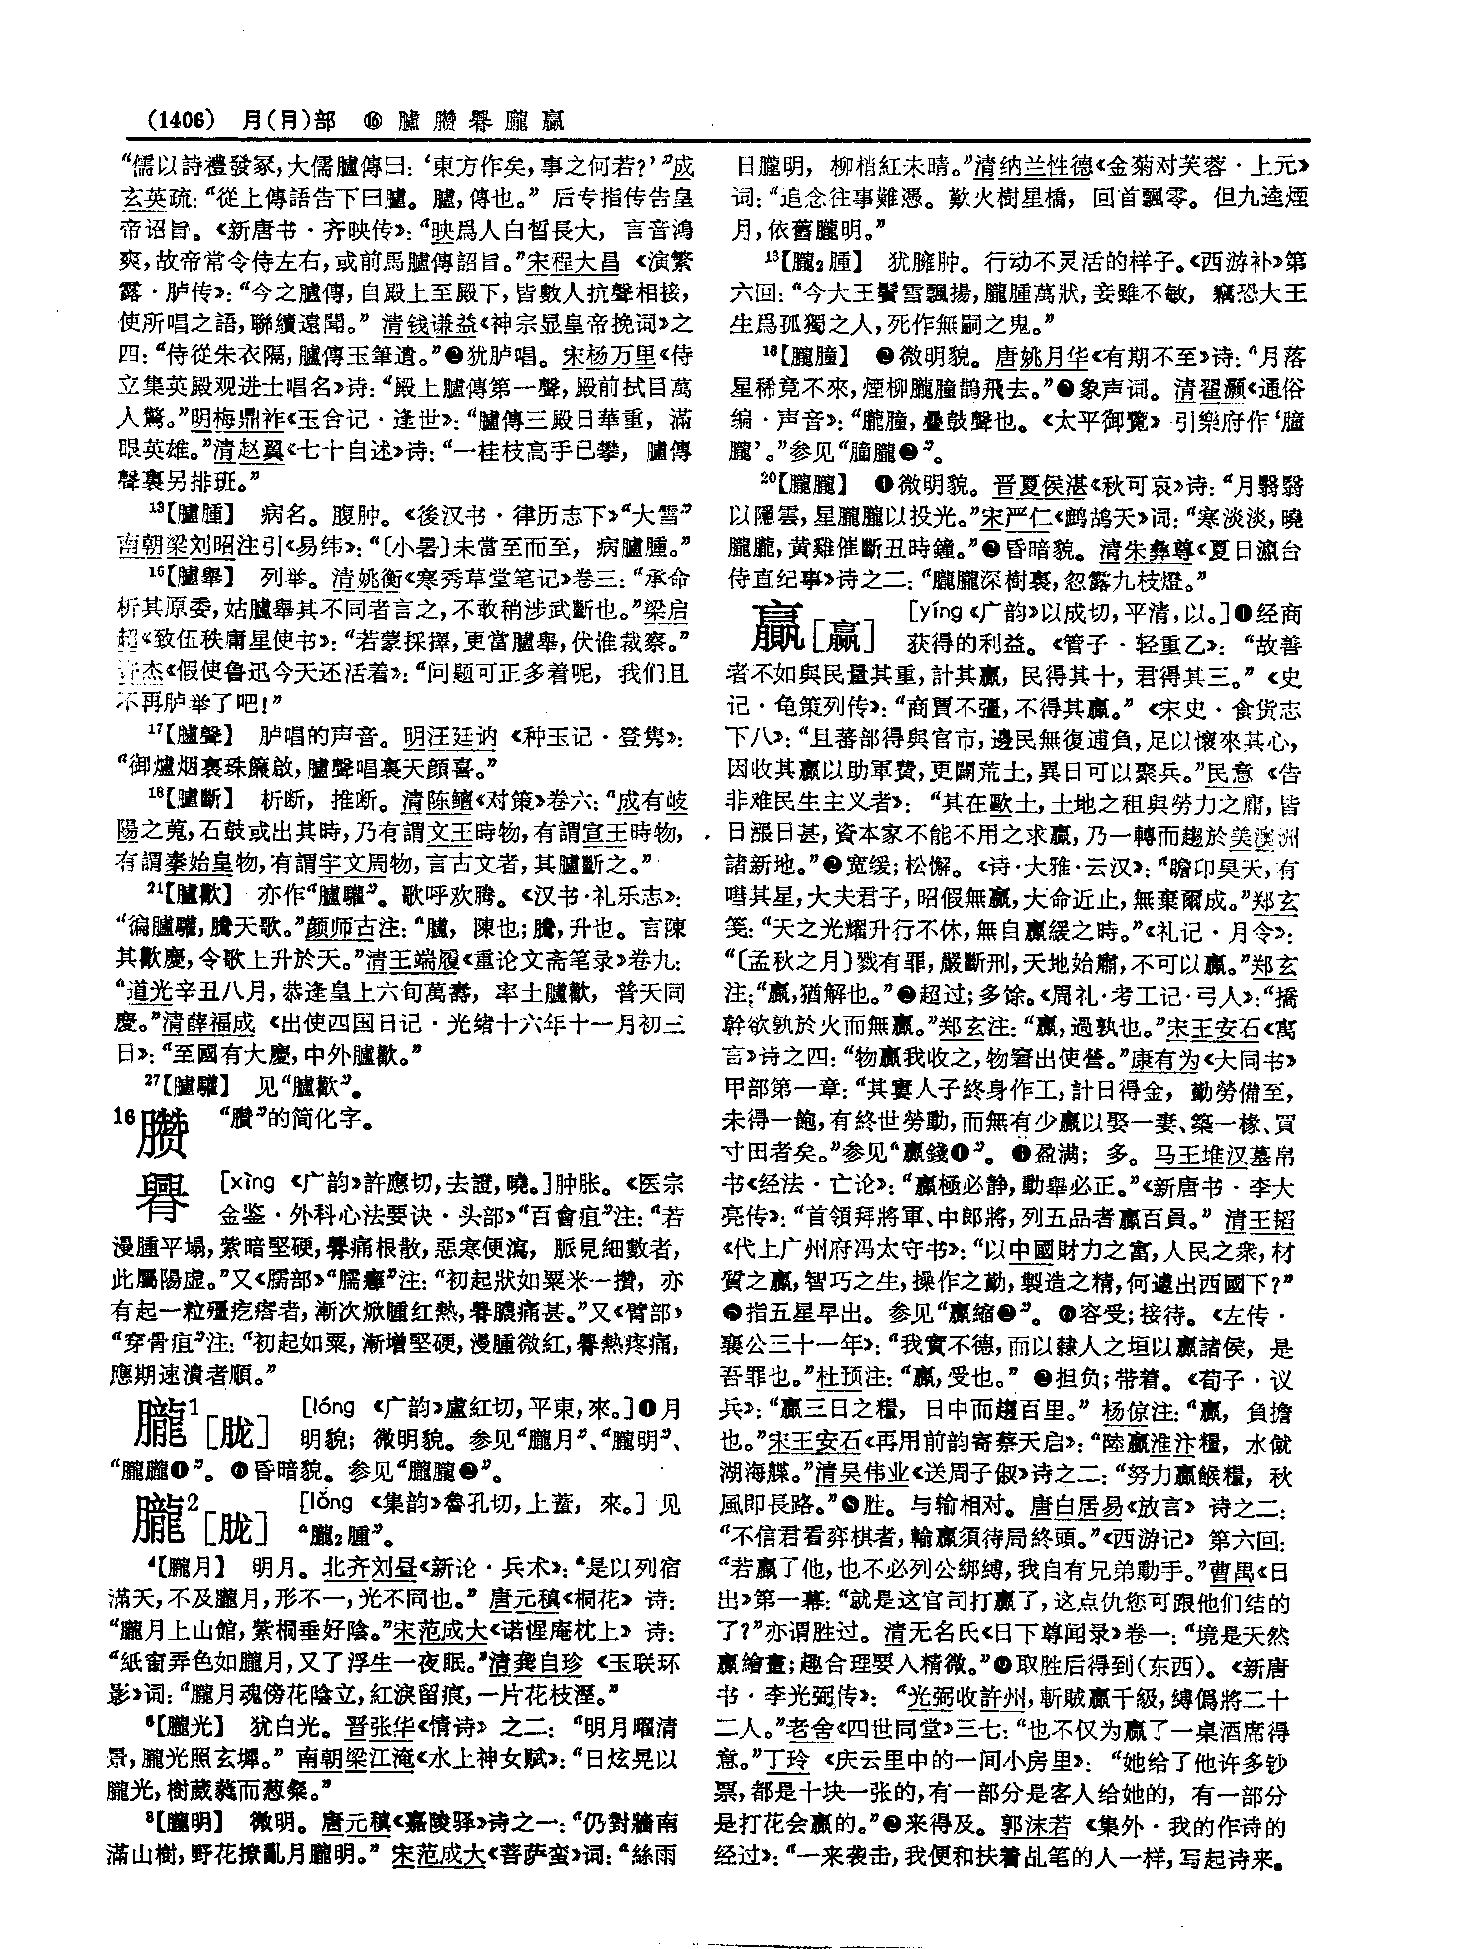 (1406) 月(月)部 ⑯ 臚 臢 臖 朧 贏
“儒以詩禮發冢,大儒臚傳曰:‘東方作矣,事之何若?’”成
玄英疏:“從上傳語告下曰臚。臚,傳也。”后专指传告皇
帝诏旨。《新唐书·齐映传》:“映爲人白晳長大,言音鴻
爽,故帝常令侍左右,或前馬臚傳詔旨。”宋程大昌《演繁
露·胪传》:“今之臚傳,自殿上至殿下,皆數人抗聲相接,
使所唱之語,聯續遠聞。”清钱谦益《神宗显皇帝挽词》之
四:“侍從朱衣隔,臚傳玉筆遺。”❷犹胪唱。宋杨万里《侍
立集英殿观进士唱名》诗:“殿上臚傳第一聲,殿前拭目萬
人驚。”明梅鼎祚《玉合记·逢世》:“臚傳三殿日華重,滿
眼英雄。”清赵翼《七十自述》诗:“一桂枝高手已攀,臚傳
聲裏另排班。”
¹³【臚腫】 病名。腹肿。《後汉书·律历志下》“大雪”
南朝梁刘昭注引《易纬》:“〔小暑〕未當至而至,病臚腫。”
¹⁶【臚舉】 列举。清姚衡《寒秀草堂笔记》卷三:“承命
析其原委,姑臚舉其不同者言之,不敢稍涉武斷也。”梁启
超《致伍秩庸星使书》:“若蒙採擇,更當臚舉,伏惟裁察。”
杰《假使鲁迅今天还活着》:“问题可正多着呢,我们且
不再胪举了吧!”
¹⁷【臚聲】 胪唱的声音。明汪廷讷《种玉记·登隽》:
“御爐烟裏珠簾啟,臚聲唱裏天顔喜。”
¹⁸【臚斷】 析断,推断。清陈鳣《对策》卷六:“成有岐
陽之蒐,石鼓或出其時,乃有謂文王時物,有謂宣王時物,
有謂秦始皇物,有謂宇文周物,言古文者,其臚斷之。”
²¹【臚歡】 亦作“臚驩”。歌呼欢腾。《汉书·礼乐志》:
“徧臚驩,騰天歌。”颜师古注:“臚,陳也;騰,升也。言陳
其歡慶,令歌上升於天。”清王端履《重论文斋笔录》卷九:
“道光辛丑八月,恭逢皇上六旬萬壽,率土臚歡,普天同
慶。”清薛福成《出使四国日记·光绪十六年十一月初三
日》:“至國有大慶,中外臚歡。”
²⁷【臚驩】 见“臚歡”。
16 臜 “臢”的简化字。
臖 [xìng《广韵》許應切,去證,曉。]肿胀。《医宗
金鉴·外科心法要诀·头部》“百會疽”注:“若
漫腫平塌,紫暗堅硬,臖痛根散,惡寒便瀉,脈見細數者,
此屬陽虚。”又《臑部》“臑癰”注:“初起狀如粟米一攢,亦
有起一粒殭疙瘩者,漸次焮腫红熱,臖膿痛甚。”又《臂部》
“穿骨疽”注:“初起如粟,漸增堅硬,漫腫微紅,臖熱疼痛,
應期速潰者順。”
朧¹[胧] [lóng《广韵》盧紅切,平東,來。]❶月
明貌;微明貌。参见“朧月”、“朧明”、
“朧朧❶”。❷昏暗貌。参见“朧朧❷”。
朧²[胧] [lǒng《集韵》魯孔切,上董,來。]见
“朧₂腫”。
⁴【朧月】 明月。北齐刘昼《新论·兵术》:“是以列宿
滿天,不及朧月,形不一,光不同也。”唐元稹《桐花》诗:
“朧月上山館,紫桐垂好陰。”宋范成大《诺惺庵枕上》诗:
“紙窗弄色如朧月,又了浮生一夜眠。”清龚自珍《玉联环
影》词:“朧月魂傍花陰立,紅淚留痕,一片花枝溼。”
⁶【朧光】 犹白光。晋张华《情诗》之二:“明月曜清
景,朧光照玄墀。”南朝梁江淹《水上神女赋》:“日炫晃以
朧光,樹葳蕤而葱粲。”
⁸【朧明】 微明。唐元稹《嘉陵驿》诗之一:“仍對牆南
滿山樹,野花撩亂月朧明。”宋范成大《菩萨蛮》词:“絲雨
日朧明,柳梢紅未晴。”清纳兰性德《金菊对芙蓉·上元》
词:“追念往事難憑。歎火樹星橋,回首飄零。但九逵煙
月,依舊朧明。”
¹³【朧₂腫】 犹臃肿。行动不灵活的样子。《西游补》第
六回:“今大王鬢雪飄揚,朧腫萬狀,妾雖不敏,竊恐大王
生爲孤獨之人,死作無嗣之鬼。”
¹⁶【朧朣】 ❶微明貌。唐姚月华《有期不至》诗:“月落
星稀竟不來,煙柳朧朣鵲飛去。”❷象声词。清翟灏《通俗
编·声音》:“朧朣,疊鼓聲也。《太平御覽》引樂府作‘朣
朧’。”参见“朣朧❷”。
²⁰【朧朧】 ❶微明貌。晋夏侯湛《秋可哀》诗:“月翳翳
以隱雲,星朧朧以投光。”宋严仁《鹧鸪天》词:“寒淡淡,曉
朧朧,黄雞催斷丑時鐘。”❷昏暗貌。清朱彝尊《夏日瀛台
侍直纪事》诗之二:“朧朧深樹裏,忽露九枝燈。”
贏[赢] [yíng《广韵》以成切,平清,以。]❶经商
获得的利益。《管子·轻重乙》:“故善
者不如與民量其重,計其贏,民得其十,君得其三。”《史
记·龟策列传》:“商賈不彊,不得其贏。”《宋史·食货志
下八》:“且蕃部得與官市,邊民無復逋負,足以懷來其心,
因收其贏以助軍費,更闢荒土,異日可以聚兵。”民意《告
非难民生主义者》:“其在歐土,土地之租與勞力之庸,皆
日漲日甚,資本家不能不用之求贏,乃一轉而趨於美澳洲
諸新地。”❷宽缓;松懈。《诗·大雅·云汉》:“瞻卬昊天,有
嘒其星,大夫君子,昭假無贏,大命近止,無棄爾成。”郑玄
笺:“天之光耀升行不休,無自贏緩之時。”《礼记·月令》:
“〔孟秋之月〕戮有罪,嚴斷刑,天地始肅,不可以贏。”郑玄
注:“贏,猶解也。”❸超过;多馀。《周礼·考工记·弓人》:“撟
幹欲孰於火而無贏。”郑玄注:“贏,過孰也。”宋王安石《寓
言》诗之四:“物贏我收之,物窘出使營。”康有为《大同书》
甲部第一章:“其寠人子終身作工,計日得金,勤勞備至,
未得一飽,有終世勞動,而無有少贏以娶一妻、築一椽、買
寸田者矣。”参见“贏錢❶”。❹盈满;多。马王堆汉墓帛
书《经法·亡论》:“贏極必静,動舉必正。”《新唐书·李大
亮传》:“首領拜將軍、中郎將,列五品者贏百員。”清王韬
《代上广州府冯太守书》:“以中國財力之富,人民之衆,材
質之贏,智巧之生,操作之勤,製造之精,何遽出西國下?”
❺指五星早出。参见“贏縮❷”。❻容受;接待。《左传·
襄公三十一年》:“我實不德,而以隸人之垣以贏諸侯,是
吾罪也。”杜预注:“贏,受也。”❼担负;带着。《荀子·议
兵》:“贏三日之糧,日中而趨百里。”杨倞注:“贏,負擔
也。”宋王安石《再用前韵寄蔡天启》:“陸贏淮汴糧,水僦
湖海艓。”清吴伟业《送周子俶》诗之二:“努力贏餱糧,秋
風即長路。”❽胜。与输相对。唐白居易《放言》诗之二:
“不信君看弈棋者,輸贏須待局終頭。”《西游记》第六回:
“若贏了他,也不必列公綁縛,我自有兄弟動手。”曹禺《日
出》第一幕:“就是这官司打贏了,这点仇您可跟他们结的
了?”亦谓胜过。清无名氏《日下尊闻录》卷一:“境是天然
贏繪畫;趣合理要入精微。”❾取胜后得到(东西)。《新唐
书·李光弼传》:“光弼收許州,斬賊贏千級,縛僞將二十
二人。”老舍《四世同堂》三七:“也不仅为贏了一桌酒席得
意。”丁玲《庆云里中的一间小房里》:“她给了他许多钞
票,都是十块一张的,有一部分是客人给她的,有一部分
是打花会贏的。”❿来得及。郭沫若《集外·我的作诗的
经过》:“一来袭击,我便和扶着乩笔的人一样,写起诗来。